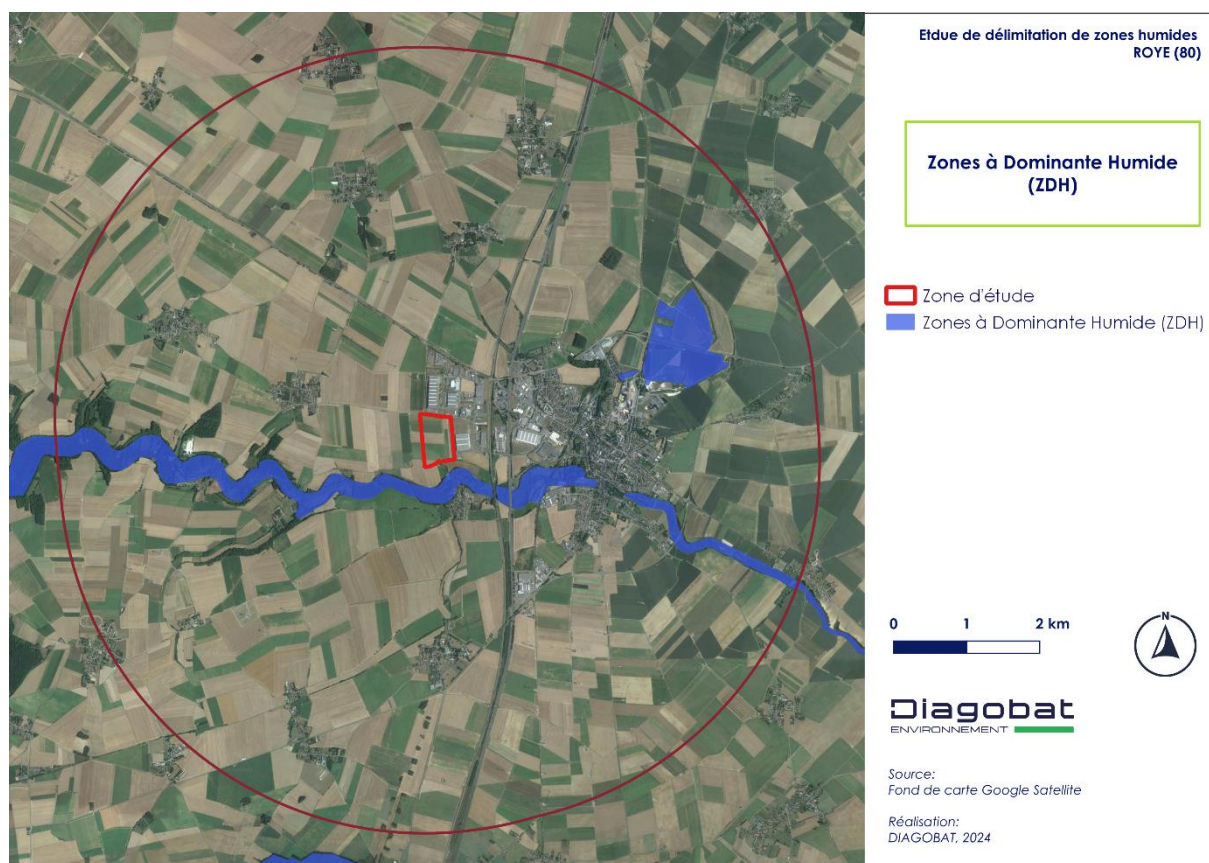 Etdue de délimitation de zones humides
ROYE (80)
Zones à Dominante Humide
(ZDH)
Zone d'étude
Zones à Dominante Humide (ZDH)
0 1 2 km
N
Diagobat
ENVIRONNEMENT
Source:
Fond de carte Google Satellite
Réalisation:
DIAGOBAT, 2024